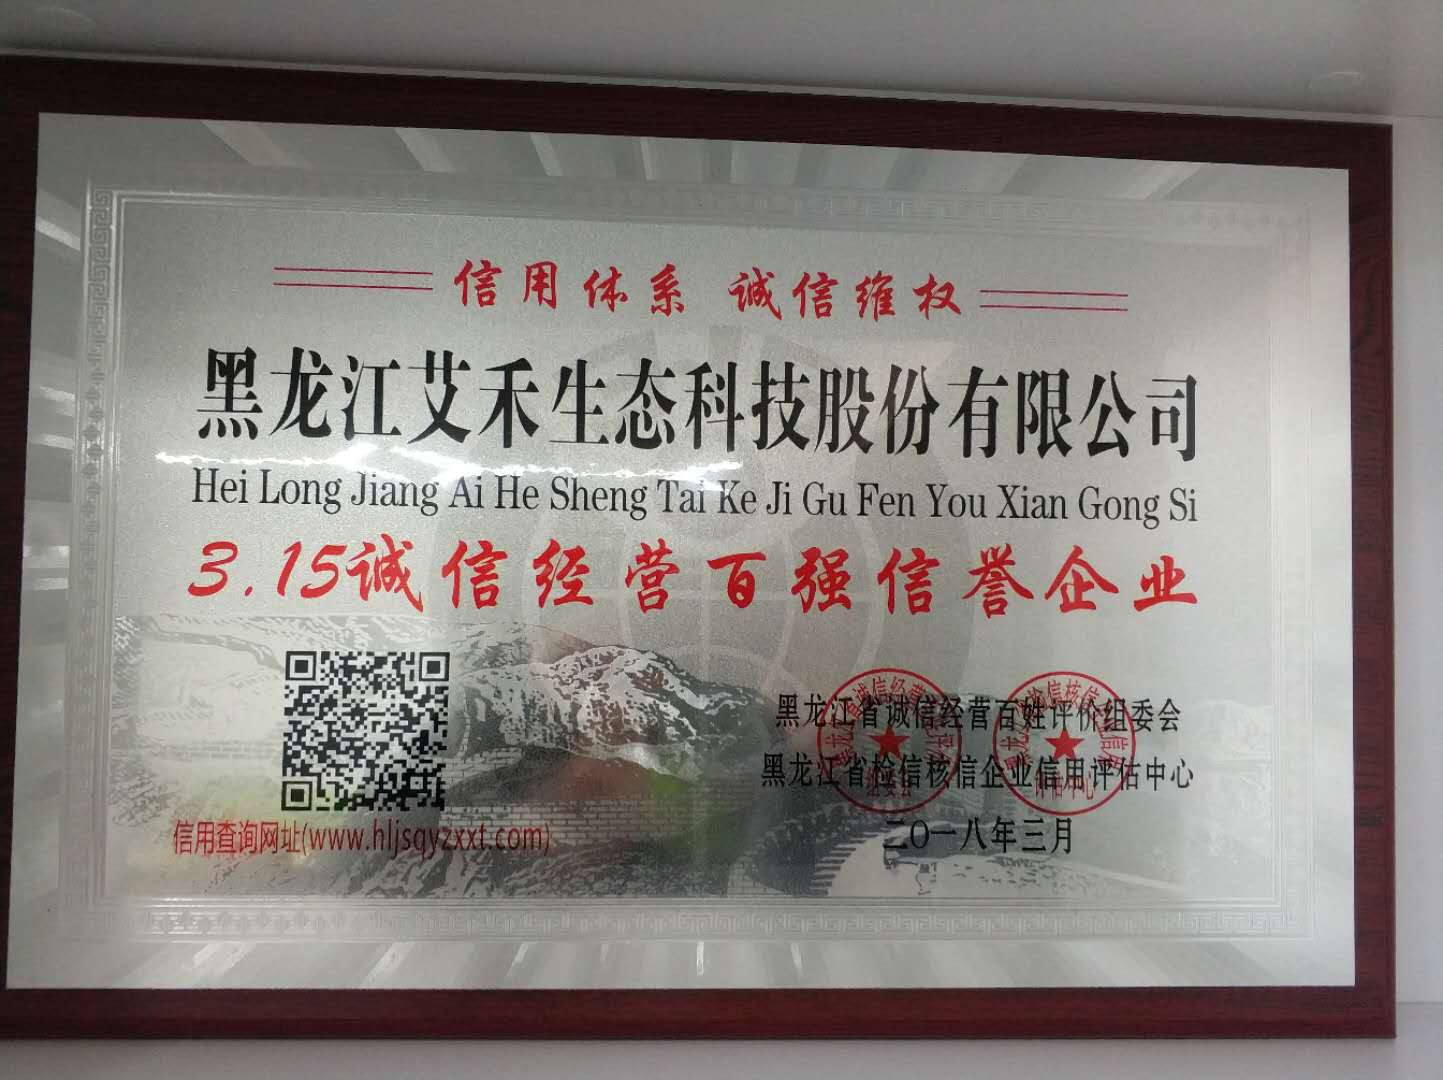 信用体系 诚信维权
黑龙江艾禾生态科技股份有限公司
Hei Long Jiang Ai He Sheng Tai Ke Ji Gu Fen You Xian Gong Si
3.15诚信经营百强信誉企业
黑龙江省诚信经营百姓评价组委会
黑龙江省检信核信企业信用评估中心
二〇一八年三月
信用查询网址(www.hljsqyzxxt.com)